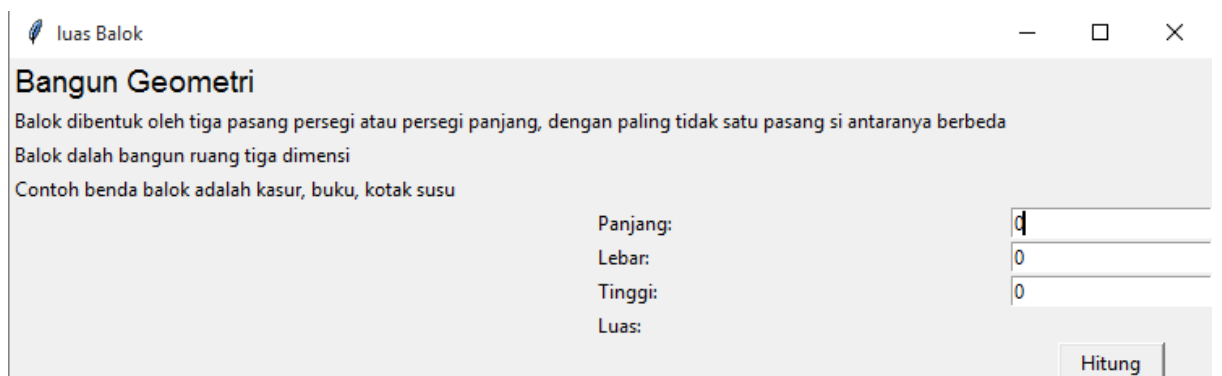 luas Balok
Bangun Geometri
Balok dibentuk oleh tiga pasang persegi atau persegi panjang, dengan paling tidak satu pasang si antaranya berbeda
Balok dalah bangun ruang tiga dimensi
Contoh benda balok adalah kasur, buku, kotak susu
Panjang: 0
Lebar: 0
Tinggi: 0
Luas:
Hitung